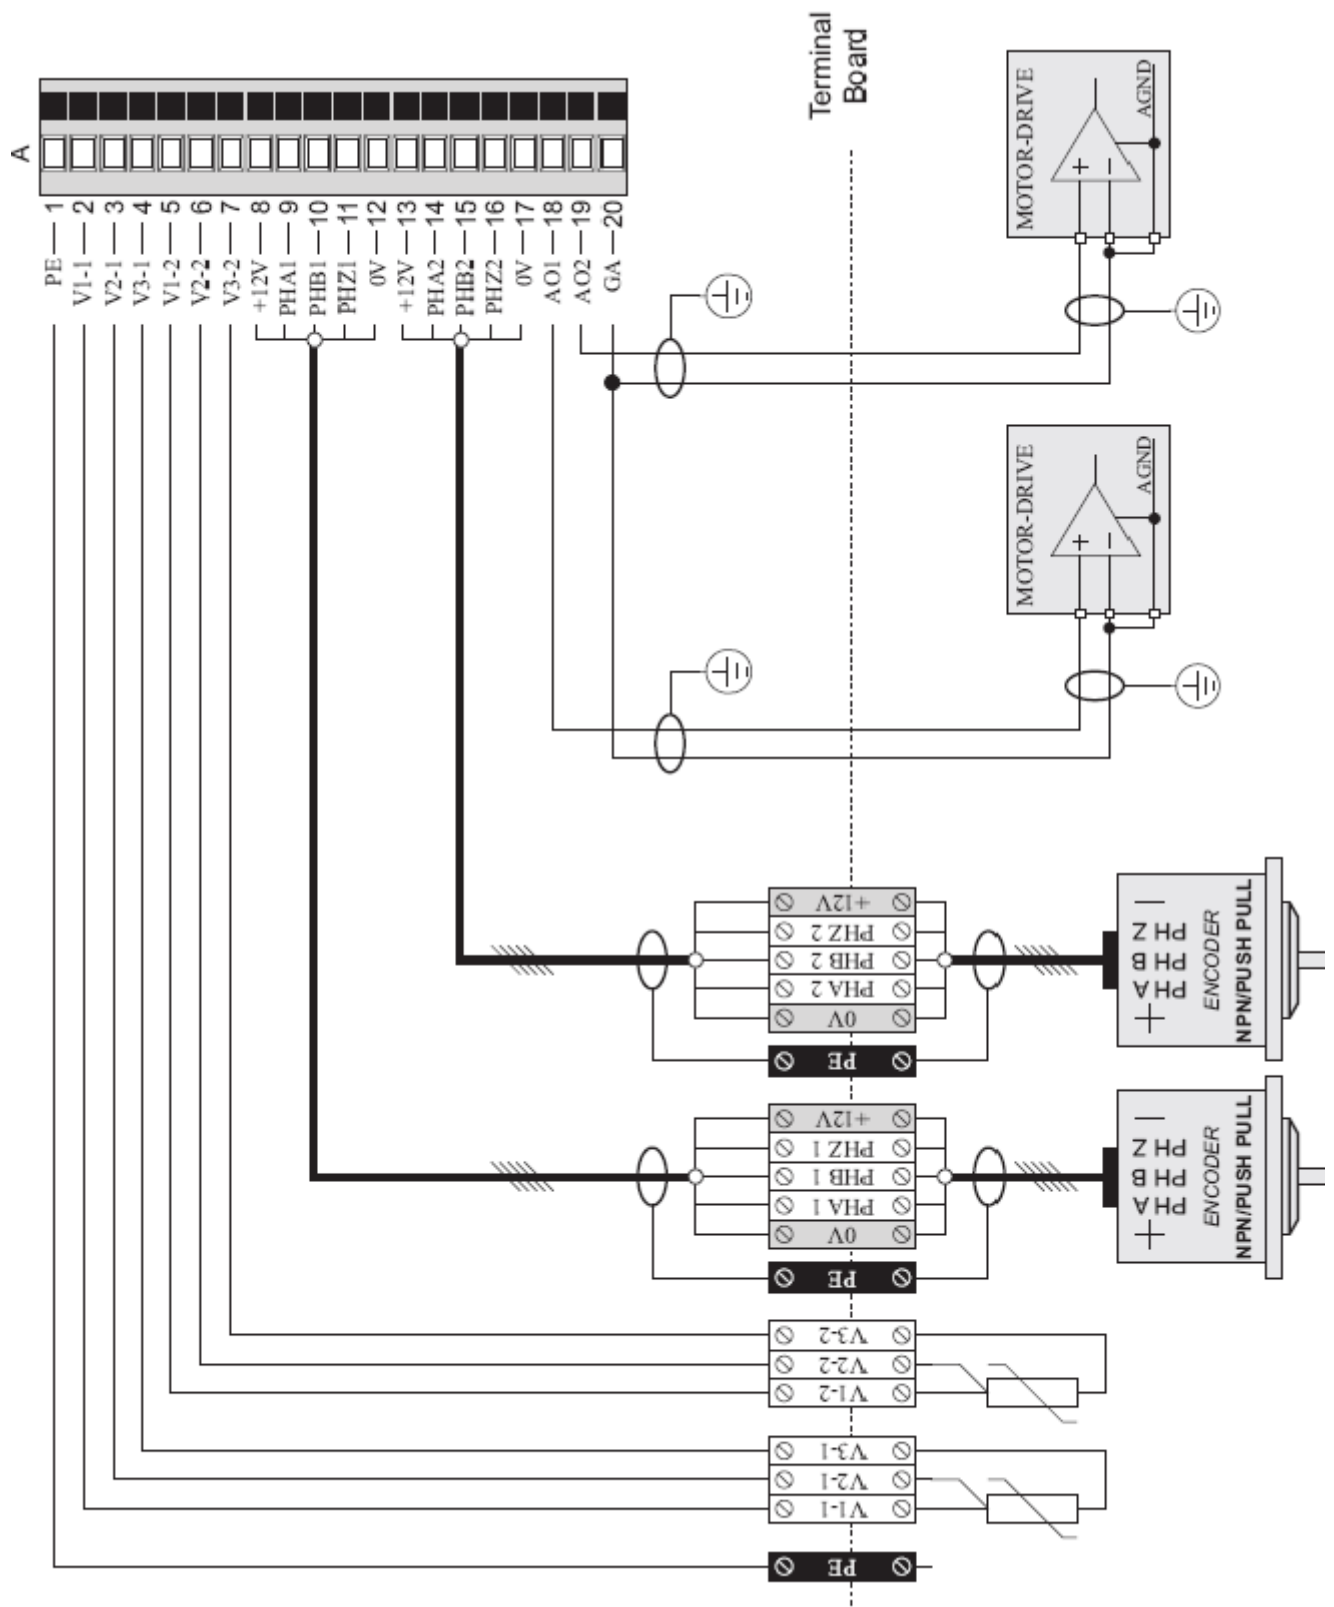 A
PE 1
V1-1 2
V2-1 3
V3-1 4
V1-2 5
V2-2 6
V3-2 7
+12V 8
PHA1 9
PHB1 10
PHZ1 11
0V 12
+12V 13
PHA2 14
PHB2 15
PHZ2 16
0V 17
AO1 18
AO2 19
GA 20
Terminal
Board
MOTOR-DRIVE
+
−
AGND
MOTOR-DRIVE
+
−
AGND
+12V
PHZ 2
PHB 2
PHA 2
0V
PE
+12V
PHZ 1
PHB 1
PHA 1
0V
PE
V3-2
V2-2
V1-2
V3-1
V2-1
V1-1
PE
+ PH A PH B PH Z −
ENCODER
NPN/PUSH PULL
+ PH A PH B PH Z −
ENCODER
NPN/PUSH PULL